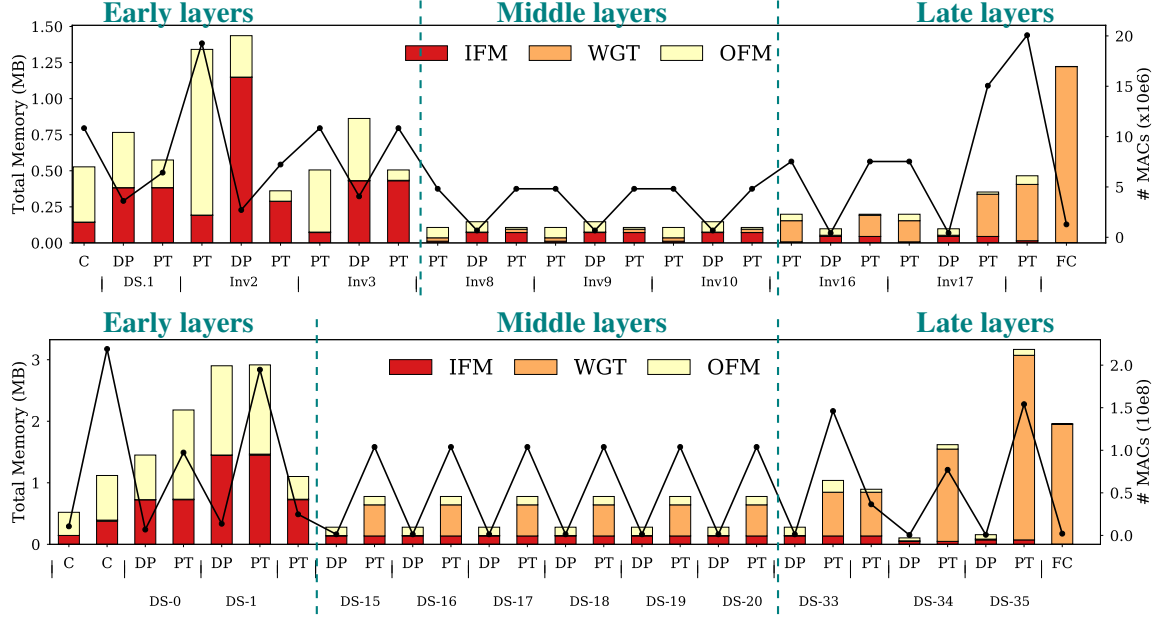 Early layers Middle layers Late layers
IFM WGT OFM
Total Memory (MB)
1.50
1.25
1.00
0.75
0.50
0.25
0.00
# MACs (x10e6)
20
15
10
5
0
C DP PT PT DP PT PT DP PT PT DP PT PT DP PT PT DP PT PT DP PT PT DP PT PT FC
DS.1 Inv2 Inv3 Inv8 Inv9 Inv10 Inv16 Inv17
Early layers Middle layers Late layers
IFM WGT OFM
Total Memory (MB)
3
2
1
0
# MACs (10e8)
2.0
1.5
1.0
0.5
0.0
C C DP PT DP PT PT DP PT DP PT DP PT DP PT DP PT DP PT DP PT PT DP PT DP PT FC
DS-0 DS-1 DS-15 DS-16 DS-17 DS-18 DS-19 DS-20 DS-33 DS-34 DS-35